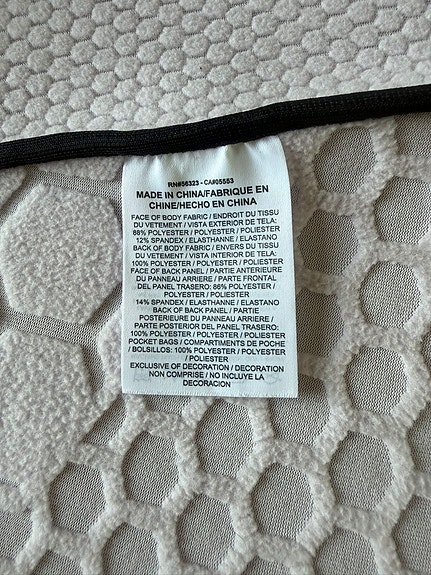 RN#56323 - CA#05553
MADE IN CHINA/FABRIQUE EN
CHINE/HECHO EN CHINA
FACE OF BODY FABRIC / ENDROIT DU TISSU
DU VETEMENT / VISTA EXTERIOR DE TELA:
88% POLYESTER / POLYESTER / POLIESTER
12% SPANDEX / ELASTHANNE / ELASTANO
BACK OF BODY FABRIC / ENVERS DU TISSU
DU VETEMENT / VISTA INTERIOR DE TELA:
100% POLYESTER / POLYESTER / POLIESTER
FACE OF BACK PANEL / PARTIE ANTERIEURE
DU PANNEAU ARRIERE / PARTE FRONTAL
DEL PANEL TRASERO: 86% POLYESTER /
POLYESTER / POLIESTER
14% SPANDEX / ELASTHANNE / ELASTANO
BACK OF BACK PANEL / PARTIE
POSTERIEURE DU PANNEAU ARRIERE /
PARTE POSTERIOR DEL PANEL TRASERO:
100% POLYESTER / POLYESTER / POLIESTER
POCKET BAGS / COMPARTIMENTS DE POCHE
/ BOLSILLOS: 100% POLYESTER / POLYESTER
/ POLIESTER
EXCLUSIVE OF DECORATION / DECORATION
NON COMPRISE / NO INCLUYE LA
DECORACION